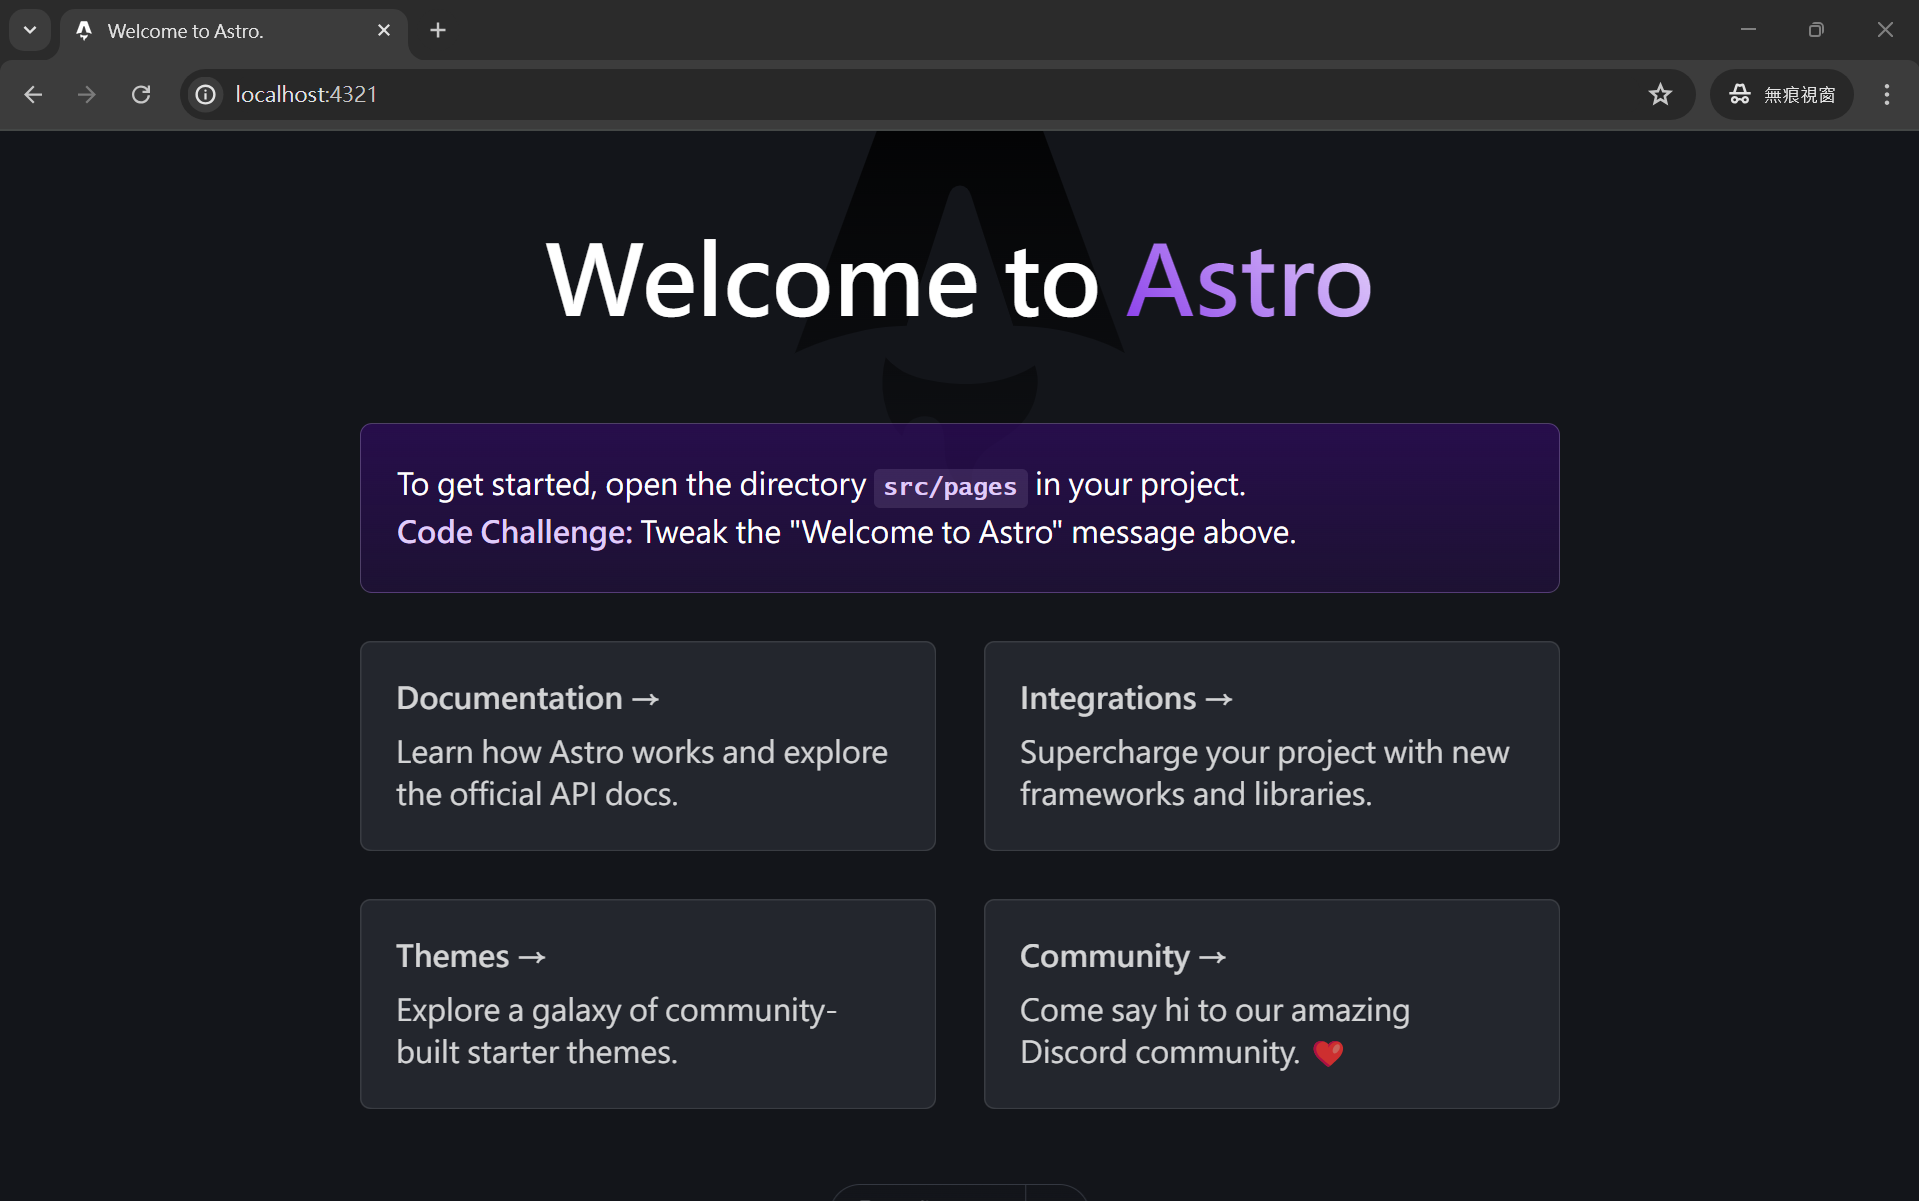 Welcome to Astro.
localhost:4321
無痕視窗
Welcome to Astro
To get started, open the directory src/pages in your project.
Code Challenge: Tweak the "Welcome to Astro" message above.
Documentation →
Learn how Astro works and explore
the official API docs.
Integrations →
Supercharge your project with new
frameworks and libraries.
Themes →
Explore a galaxy of community-
built starter themes.
Community →
Come say hi to our amazing
Discord community. ❤️